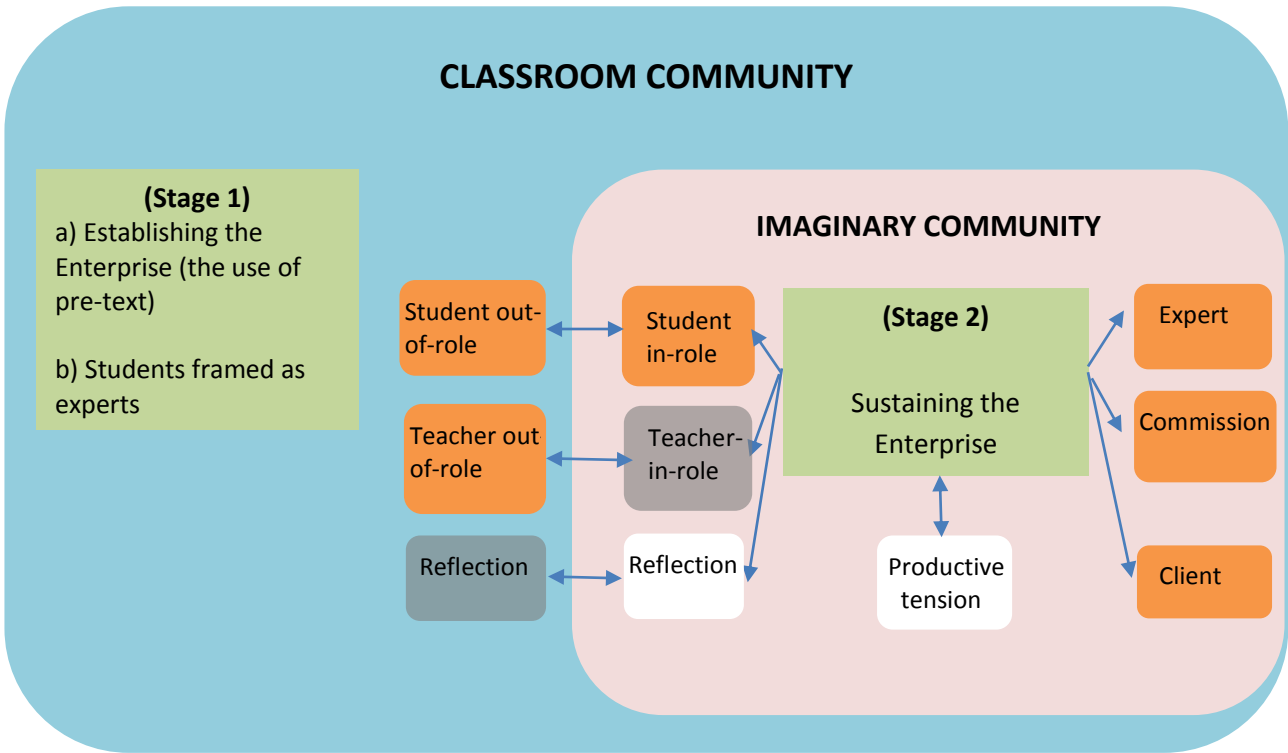 CLASSROOM COMMUNITY
(Stage 1)
a) Establishing the
Enterprise (the use of
pre-text)
b) Students framed as
experts
IMAGINARY COMMUNITY
Student out-
of-role
Student
in-role
(Stage 2)
Sustaining the
Enterprise
Expert
Teacher out-
of-role
Teacher-
in-role
Commission
Reflection
Reflection
Productive
tension
Client